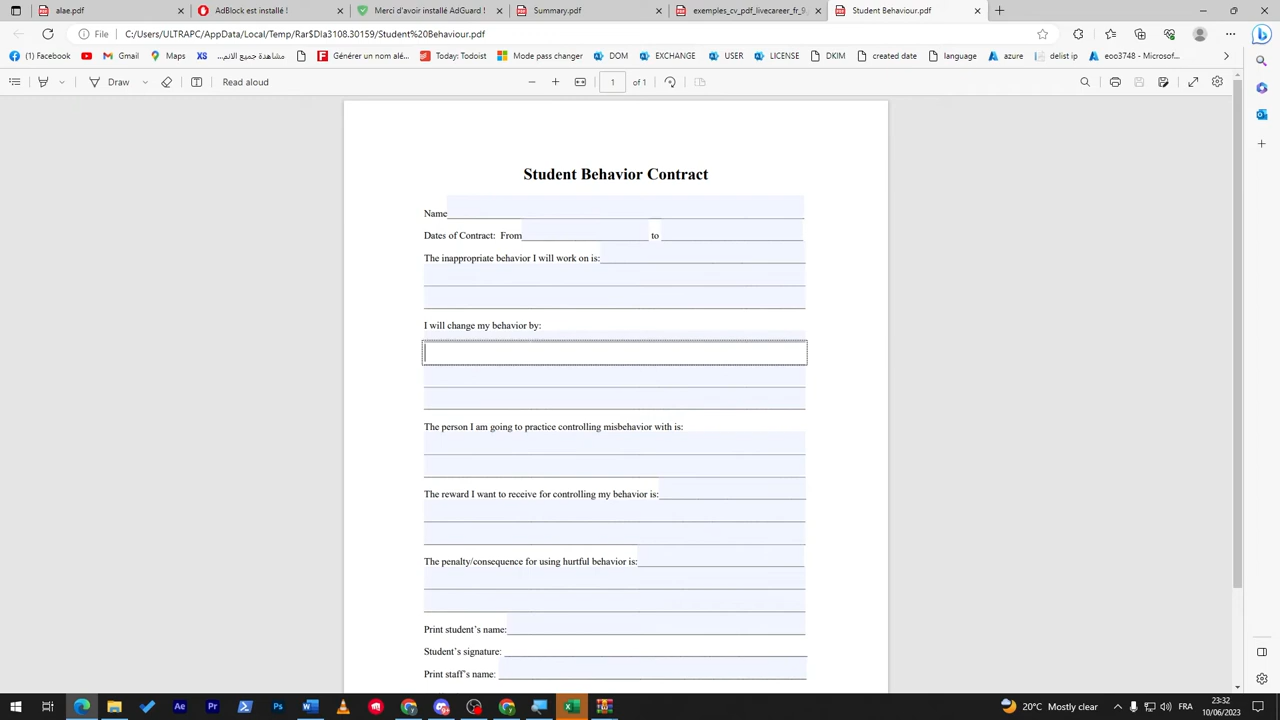 alae.pdf
AdBlock est installé !
Merci d'avoir installé AdGuard !
Summary.pdf
exemples_cv_pdf_livecareer_fr_9
Student Behaviour.pdf
File
C:/Users/ULTRAPC/AppData/Local/Temp/Rar$DIa3108.30159/Student%20Behaviour.pdf
(1) Facebook
Gmail
Maps
XS
مشاهدة جميع الانم...
Générer un nom alé...
Today: Todoist
Mode pass changer
DOM
EXCHANGE
USER
LICENSE
DKIM
created date
language
azure
delist ip
eoo3748 - Microsof...
Draw
Read aloud
1 of 1
Student Behavior Contract
Name
Dates of Contract: From to
The inappropriate behavior I will work on is:
I will change my behavior by:
The person I am going to practice controlling misbehavior with is:
The reward I want to receive for controlling my behavior is:
The penalty/consequence for using hurtful behavior is:
Print student's name:
Student's signature:
Print staff's name:
20°C Mostly clear
FRA
23:32
10/06/2023